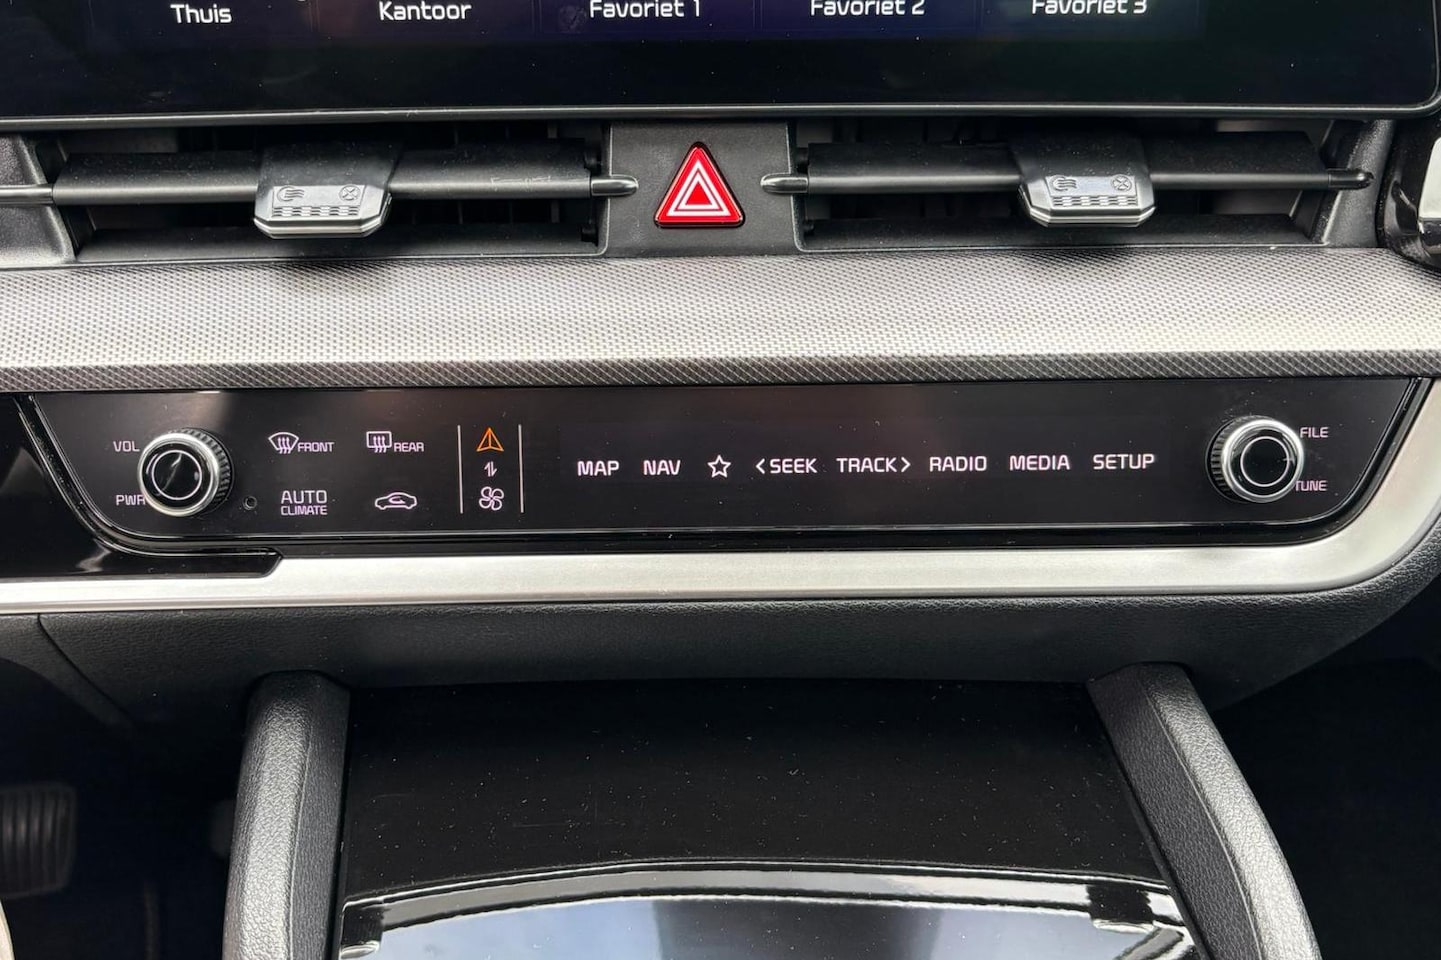 Thuis Kantoor Favoriet 1 Favoriet 2 Favoriet 3
VOL FRONT REAR
PWR AUTO CLIMATE
MAP NAV < SEEK TRACK > RADIO MEDIA SETUP
FILE
TUNE